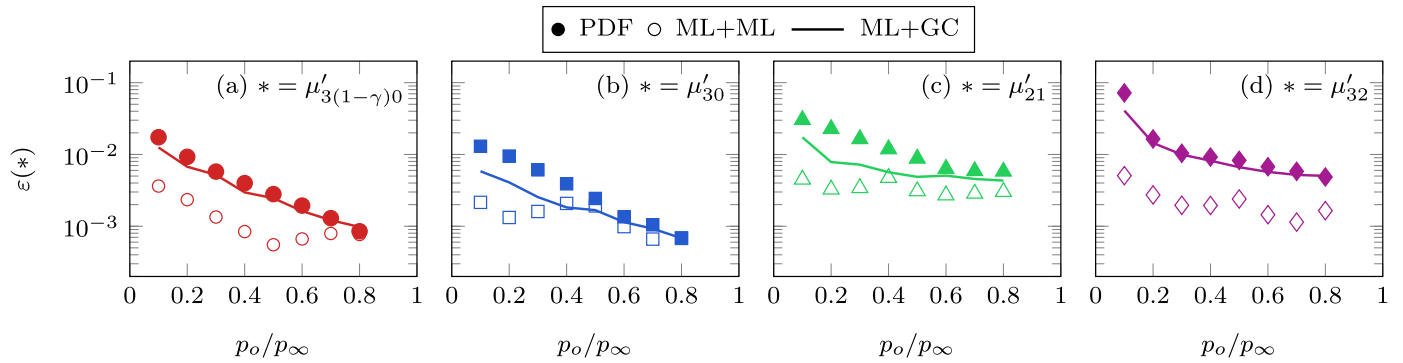 PDF ML+ML ML+GC
(a) ∗ = μ′3(1−γ)0
(b) ∗ = μ′30
(c) ∗ = μ′21
(d) ∗ = μ′32
10−1
10−2
10−3
ε(∗)
0 0.2 0.4 0.6 0.8 1
0 0.2 0.4 0.6 0.8 1
0 0.2 0.4 0.6 0.8 1
0 0.2 0.4 0.6 0.8 1
po/p∞
po/p∞
po/p∞
po/p∞